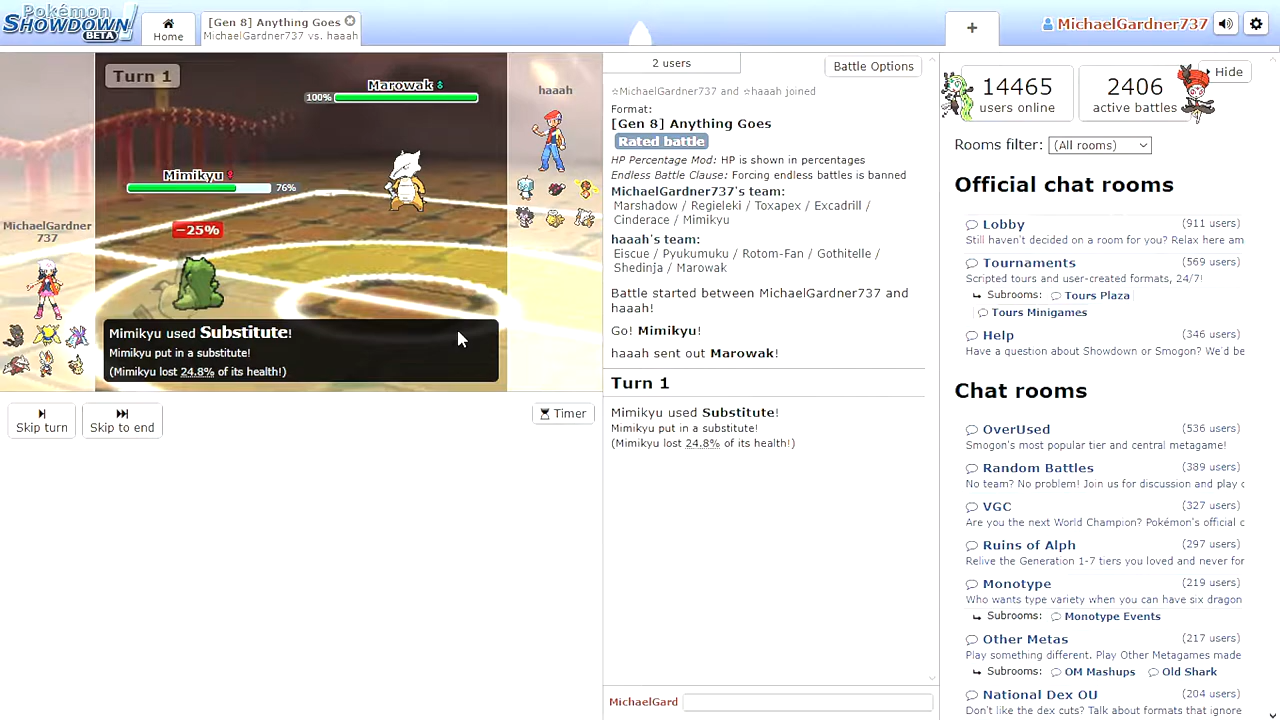 Pokémon
SHOWDOWN
BETA
Home
[Gen 8] Anything Goes
MichaelGardner737 vs. haaah
+
MichaelGardner737
Turn 1
Marowak
100%
Mimikyu
76%
−25%
Mimikyu used Substitute!
Mimikyu put in a substitute!
(Mimikyu lost 24.8% of its health!)
MichaelGardner
737
haaah
Skip turn
Skip to end
Timer
2 users
Battle Options
☆MichaelGardner737 and ☆haaah joined
Format:
[Gen 8] Anything Goes
Rated battle
HP Percentage Mod: HP is shown in percentages
Endless Battle Clause: Forcing endless battles is banned
MichaelGardner737's team:
Marshadow / Regieleki / Toxapex / Excadrill /
Cinderace / Mimikyu
haaah's team:
Eiscue / Pyukumuku / Rotom-Fan / Gothitelle /
Shedinja / Marowak
Battle started between MichaelGardner737 and
haaah!
Go! Mimikyu!
haaah sent out Marowak!
Turn 1
Mimikyu used Substitute!
Mimikyu put in a substitute!
(Mimikyu lost 24.8% of its health!)
MichaelGard
14465
users online
2406
active battles
Hide
Rooms filter: (All rooms)
Official chat rooms
Lobby (911 users)
Still haven't decided on a room for you? Relax here am
Tournaments (569 users)
Scripted tours and user-created formats, 24/7!
Subrooms: Tours Plaza
Tours Minigames
Help (346 users)
Have a question about Showdown or Smogon? We'd be
Chat rooms
OverUsed (536 users)
Smogon's most popular tier and central metagame!
Random Battles (389 users)
No team? No problem! Join us for discussion and play c
VGC (327 users)
Are you the next World Champion? Pokémon's official c
Ruins of Alph (297 users)
Relive the Generation 1-7 tiers you loved and never for
Monotype (219 users)
Who wants type variety when you can have six dragon
Subrooms: Monotype Events
Other Metas (217 users)
Play something different. Play Other Metagames made
Subrooms: OM Mashups Old Shark
National Dex OU (204 users)
Don't like the dex cuts? Talk about formats that ignore